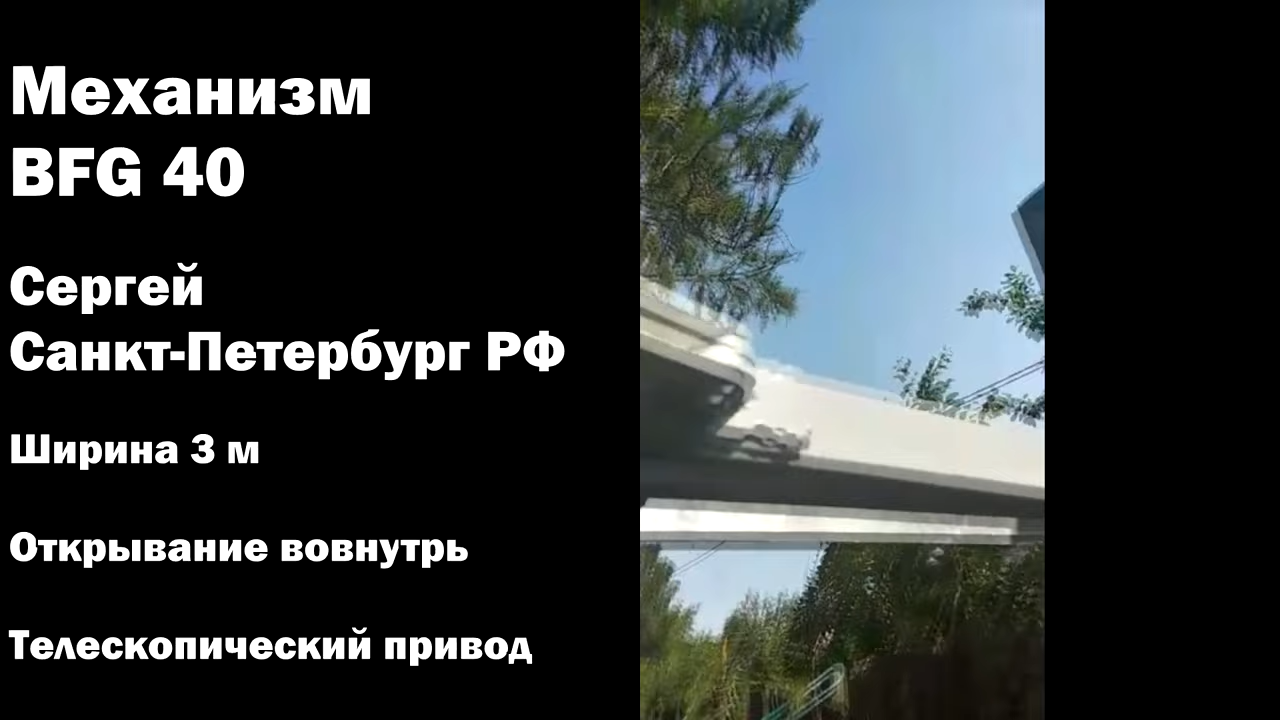 Механизм
BFG 40
Сергей
Санкт-Петербург РФ
Ширина 3 м
Открывание вовнутрь
Телескопический привод